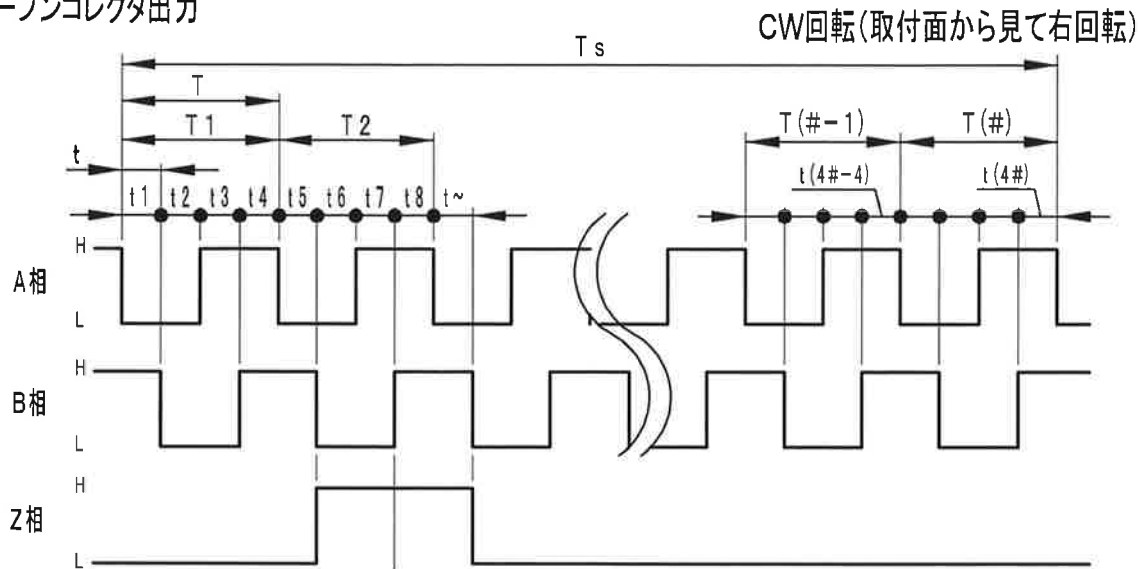 ープンコレクタ出力
CW回転(取付面から見て右回転)
Ts
T
T1 T2 T(#-1) T(#)
t
t1 t2 t3 t4 t5 t6 t7 t8 t~ t(4#-4) t(4#)
H
A相
L
H
B相
L
H
Z相
L